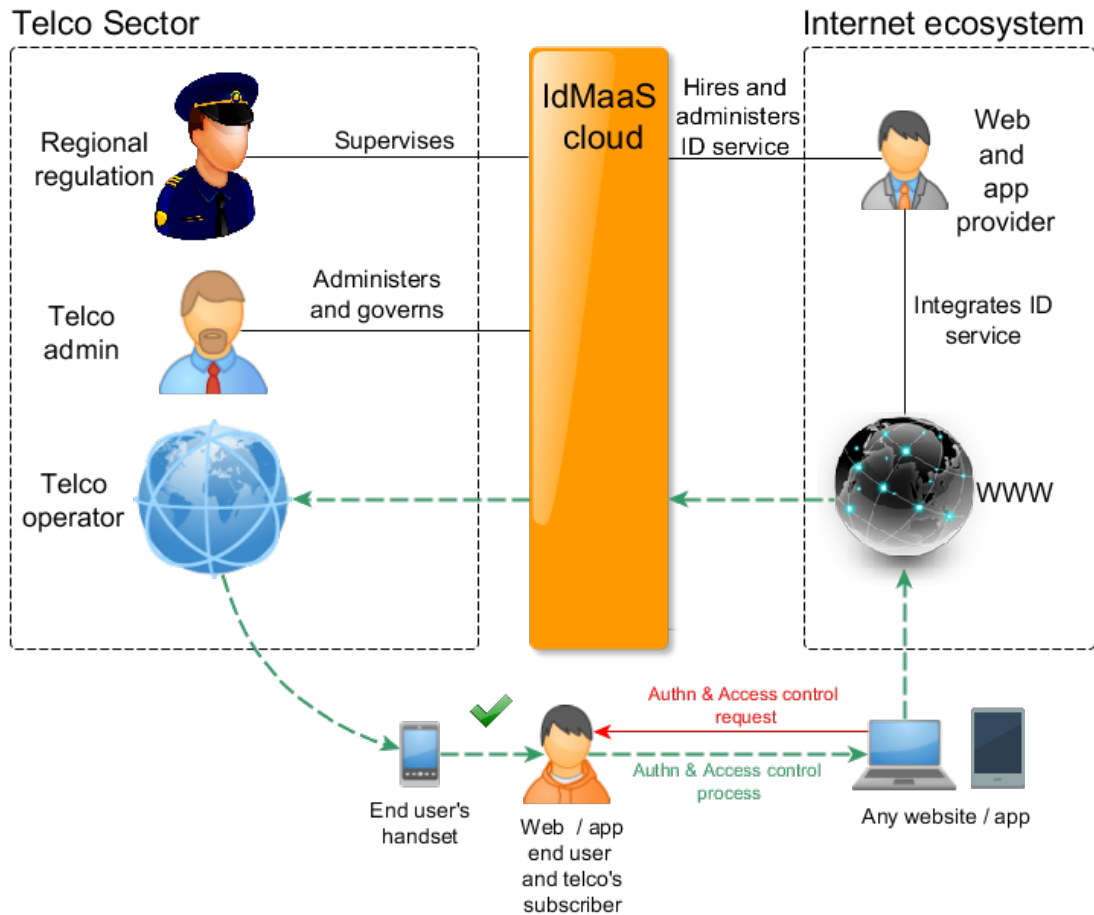 Telco Sector
Internet ecosystem
Regional
regulation
Supervises
IdMaaS
cloud
Hires and
administers
ID service
Web
and
app
provider
Telco
admin
Administers
and governs
Integrates ID
service
Telco
operator
WWW
Authn & Access control
request
Authn & Access control
process
End user's
handset
Web / app
end user
and telco's
subscriber
Any website / app